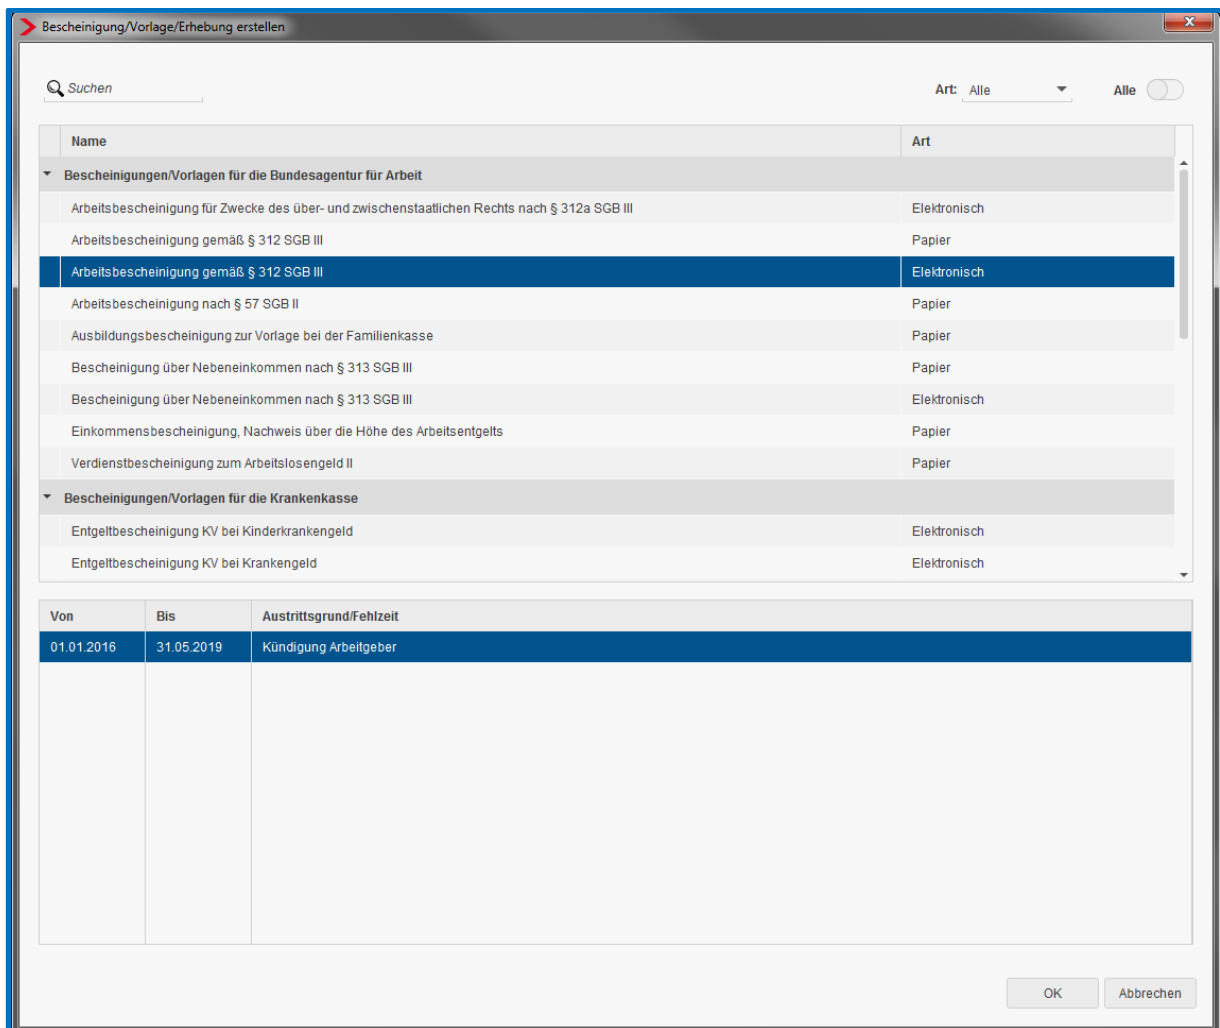 Bescheinigung/Vorlage/Erhebung erstellen
Suchen Art: Alle Alle
Name Art
Bescheinigungen/Vorlagen für die Bundesagentur für Arbeit
Arbeitsbescheinigung für Zwecke des über- und zwischenstaatlichen Rechts nach § 312a SGB III Elektronisch
Arbeitsbescheinigung gemäß § 312 SGB III Papier
Arbeitsbescheinigung gemäß § 312 SGB III Elektronisch
Arbeitsbescheinigung nach § 57 SGB II Papier
Ausbildungsbescheinigung zur Vorlage bei der Familienkasse Papier
Bescheinigung über Nebeneinkommen nach § 313 SGB III Papier
Bescheinigung über Nebeneinkommen nach § 313 SGB III Elektronisch
Einkommensbescheinigung, Nachweis über die Höhe des Arbeitsentgelts Papier
Verdienstbescheinigung zum Arbeitslosengeld II Papier
Bescheinigungen/Vorlagen für die Krankenkasse
Entgeltbescheinigung KV bei Kinderkrankengeld Elektronisch
Entgeltbescheinigung KV bei Krankengeld Elektronisch
Von Bis Austrittsgrund/Fehlzeit
01.01.2016 31.05.2019 Kündigung Arbeitgeber
OK Abbrechen